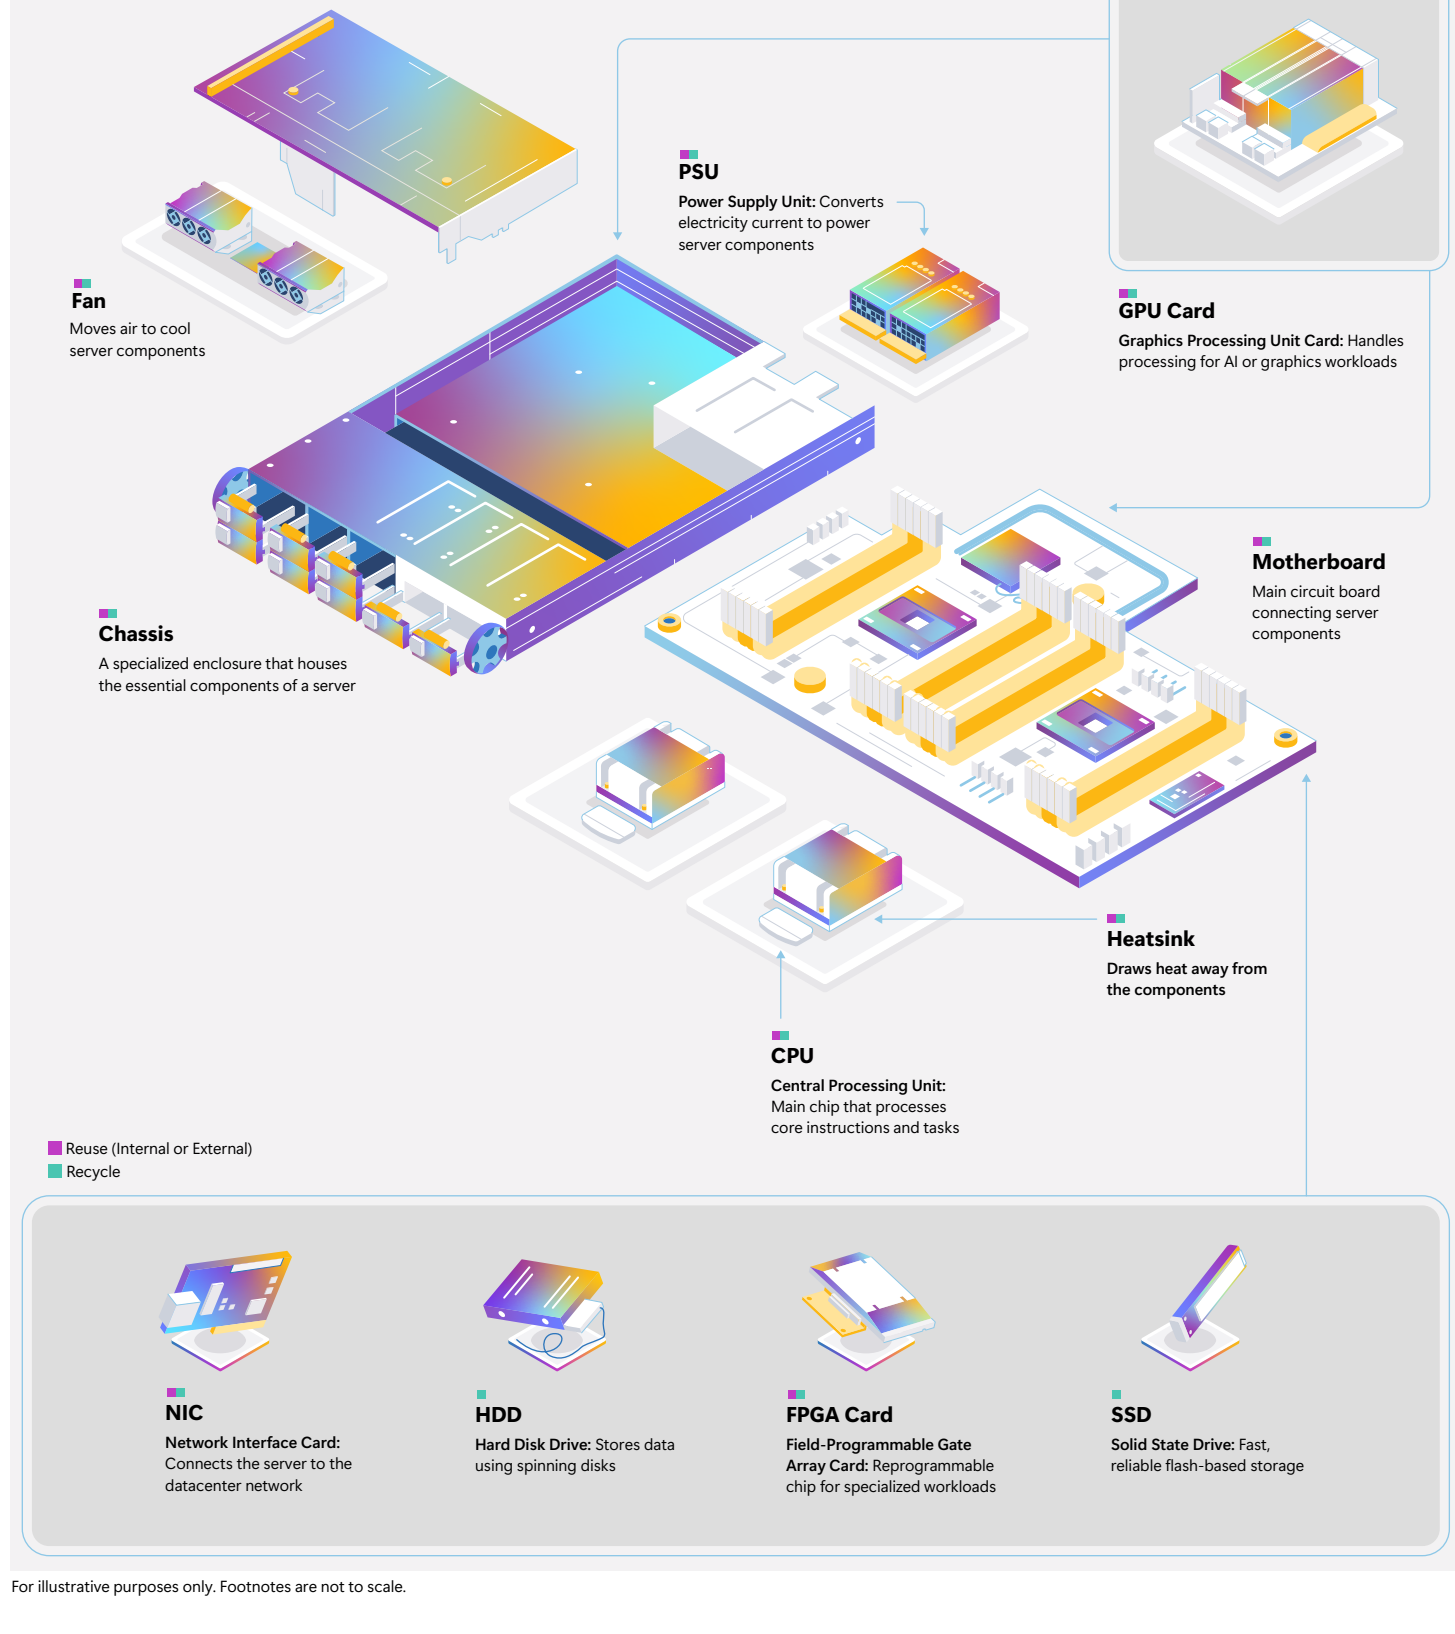 PSU
Power Supply Unit: Converts
electricity current to power
server components
Fan
Moves air to cool
server components
GPU Card
Graphics Processing Unit Card: Handles
processing for AI or graphics workloads
Motherboard
Main circuit board
connecting server
components
Chassis
A specialized enclosure that houses
the essential components of a server
Heatsink
Draws heat away from
the components
CPU
Central Processing Unit:
Main chip that processes
core instructions and tasks
Reuse (Internal or External)
Recycle
NIC
Network Interface Card:
Connects the server to the
datacenter network
HDD
Hard Disk Drive: Stores data
using spinning disks
FPGA Card
Field-Programmable Gate
Array Card: Reprogrammable
chip for specialized workloads
SSD
Solid State Drive: Fast,
reliable flash-based storage
For illustrative purposes only. Footnotes are not to scale.